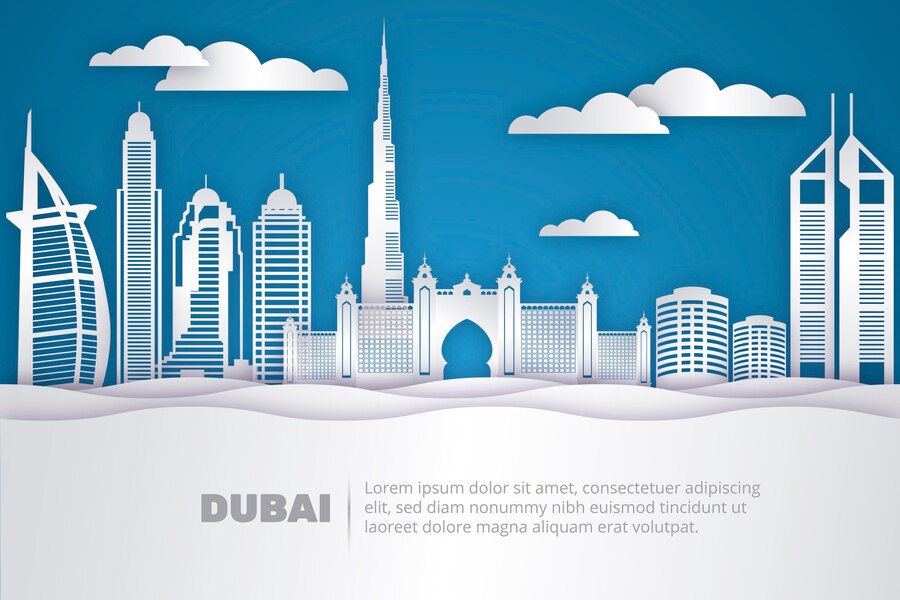 DUBAI
Lorem ipsum dolor sit amet, consectetuer adipiscing
elit, sed diam nonummy nibh euismod tincidunt ut
laoreet dolore magna aliquam erat volutpat.